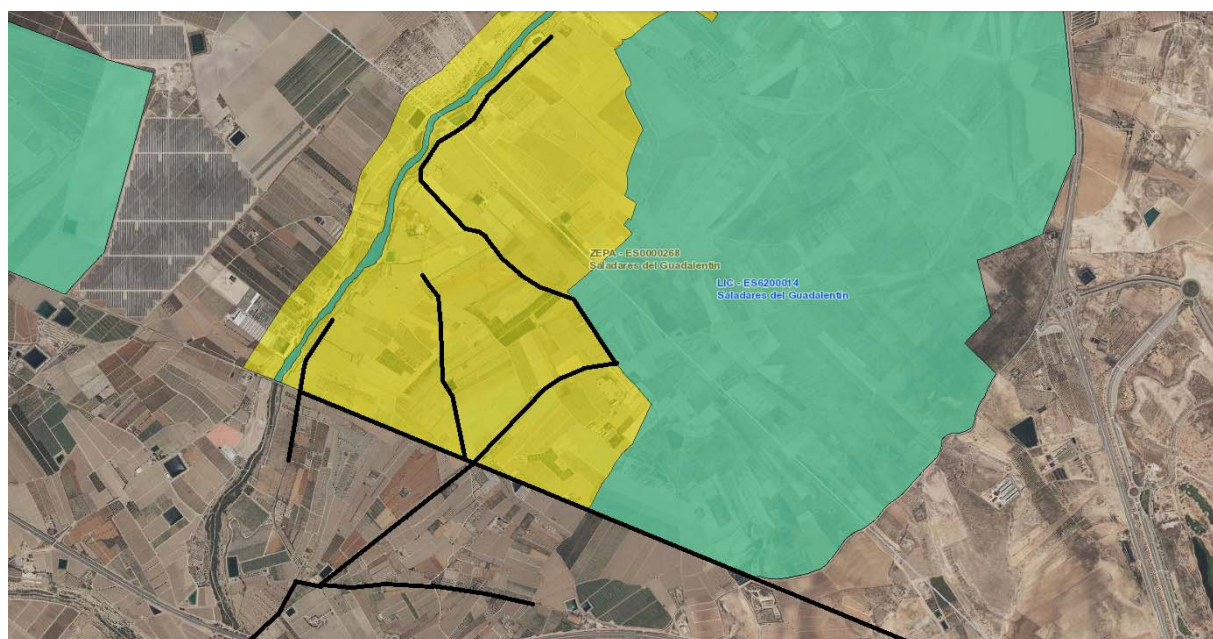 ZEPA - ES0000268
Saladares del Guadalentín
LIC - ES6200014
Saladares del Guadalentín